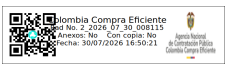 olombia Compra Eficiente
ad No. 2_2026_07_30_008115
Anexos: No Con copia: No
Fecha: 30/07/2026 16:50:21
Agencia Nacional
de Contratación Pública
Colombia Compra Eficiente